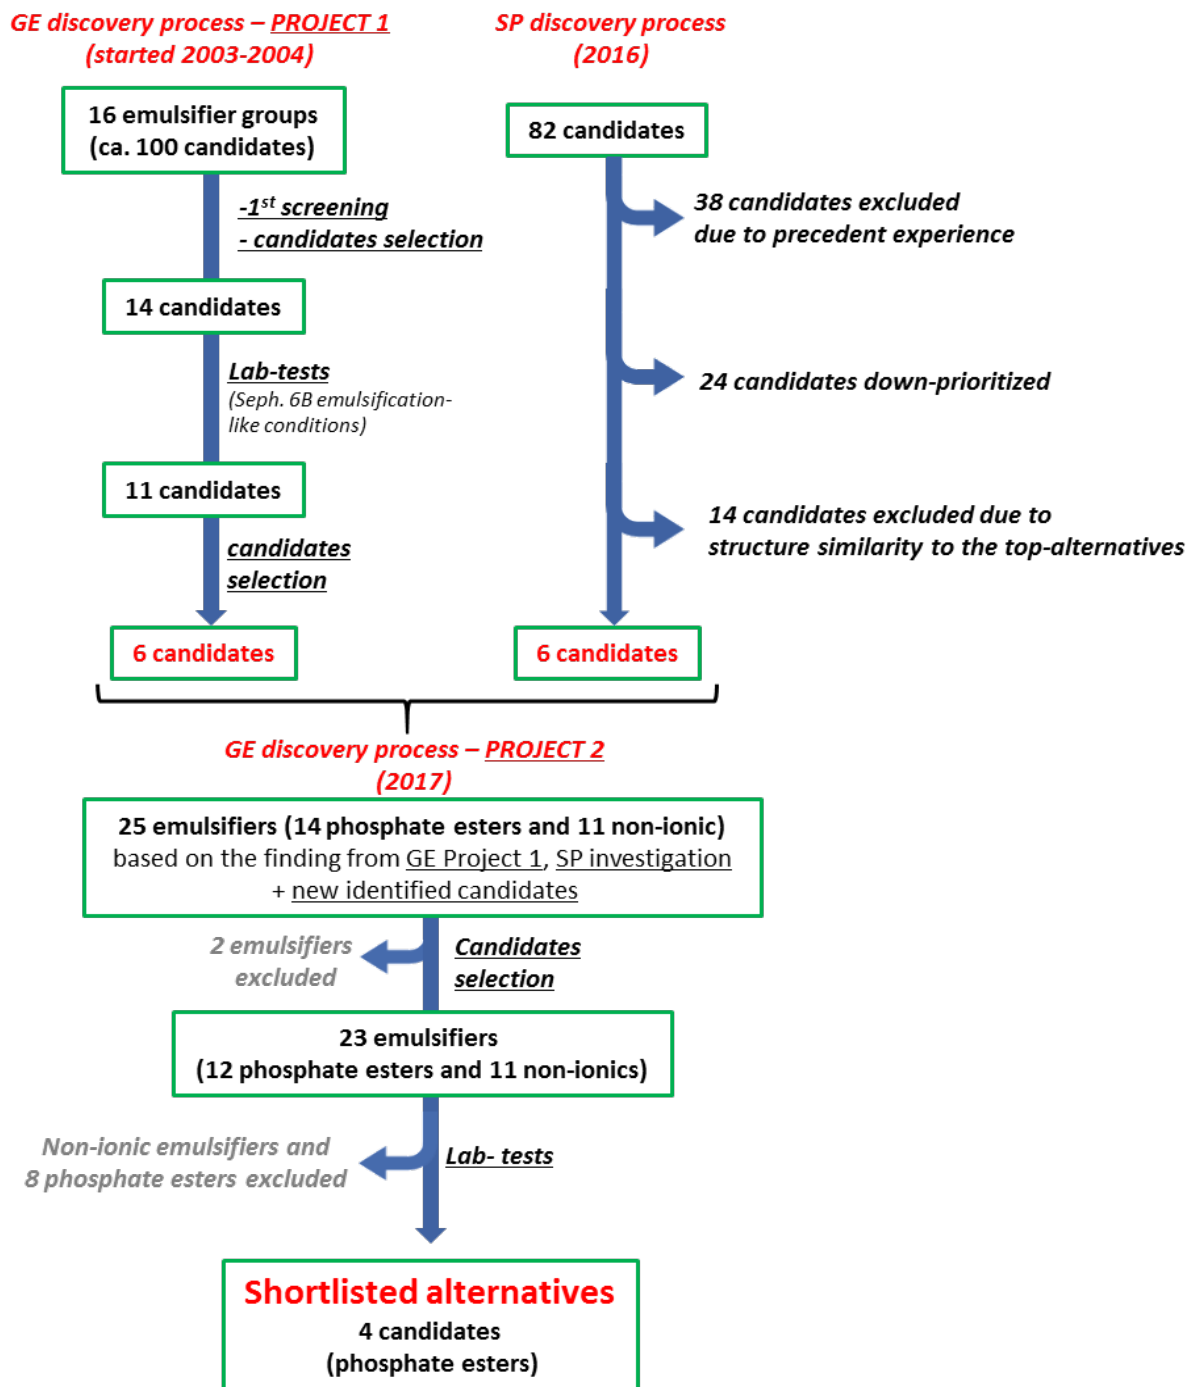 GE discovery process – PROJECT 1
(started 2003-2004)
16 emulsifier groups
(ca. 100 candidates)
-1st screening
- candidates selection
14 candidates
Lab-tests
(Seph. 6B emulsification-
like conditions)
11 candidates
candidates
selection
6 candidates
SP discovery process
(2016)
82 candidates
38 candidates excluded
due to precedent experience
24 candidates down-prioritized
14 candidates excluded due to
structure similarity to the top-alternatives
6 candidates
GE discovery process – PROJECT 2
(2017)
25 emulsifiers (14 phosphate esters and 11 non-ionic)
based on the finding from GE Project 1, SP investigation
+ new identified candidates
2 emulsifiers
excluded
Candidates
selection
23 emulsifiers
(12 phosphate esters and 11 non-ionics)
Non-ionic emulsifiers and
8 phosphate esters excluded
Lab- tests
Shortlisted alternatives
4 candidates
(phosphate esters)